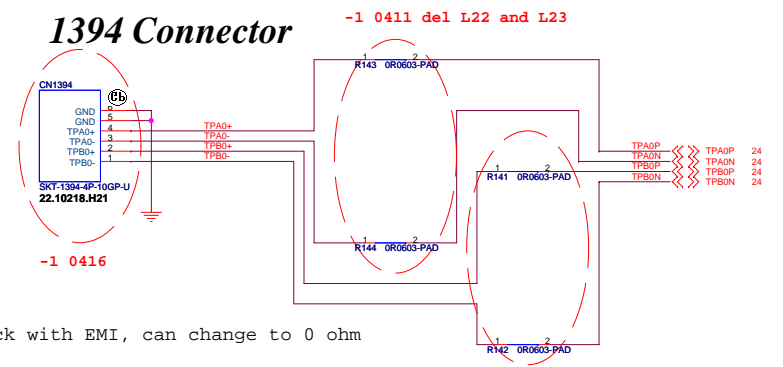 1394 Connector
-1 0411 del L22 and L23
CN1394
GND 6
GND 5
TPA0+ 4
TPA0- 3
TPB0+ 2
TPB0- 1
SKT-1394-4P-10GP-U
22.10218.H21
-1 0416
TPA0+
TPA0-
TPB0+
TPB0-
1 2
R143 0R0603-PAD
1 2
R144 0R0603-PAD
1 2
R141 0R0603-PAD
1 2
R142 0R0603-PAD
TPA0P TPA0P 24
TPA0N TPA0N 24
TPB0P TPB0P 24
TPB0N TPB0N 24
with EMI, can change to 0 ohm